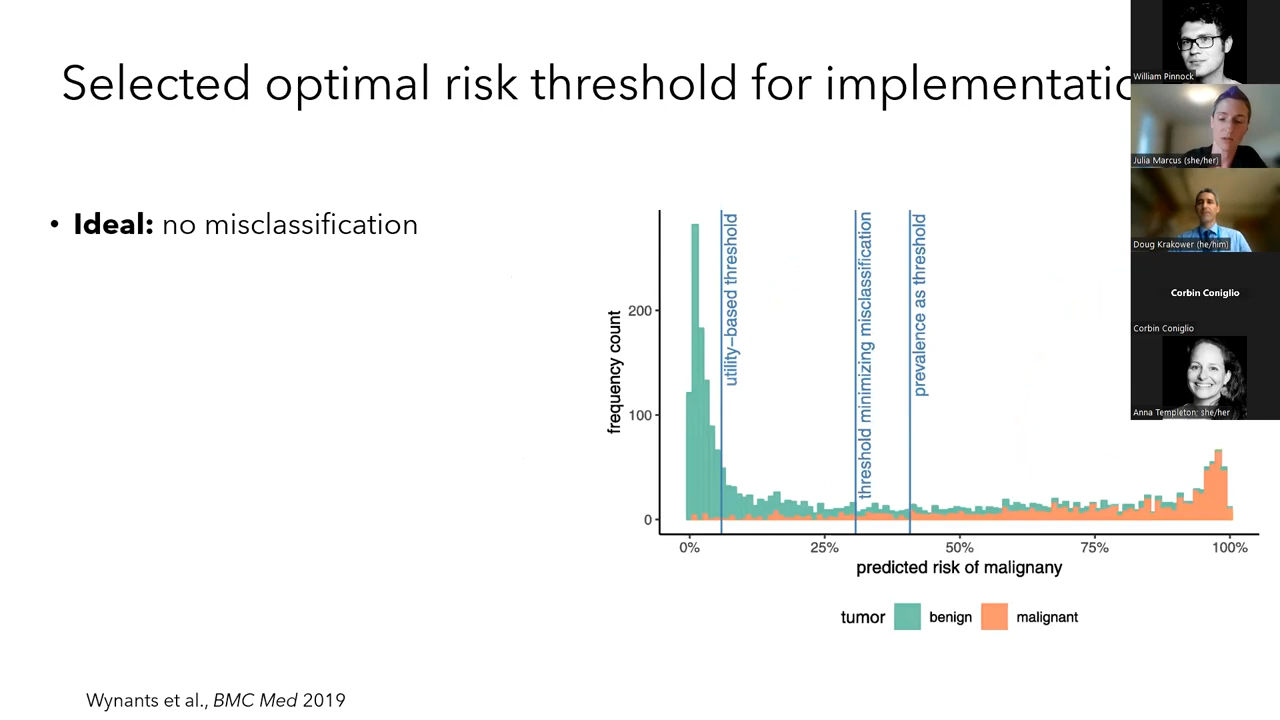 Selected optimal risk threshold for implementatio
• Ideal: no misclassification
utility-based threshold
threshold minimizing misclassification
prevalence as threshold
frequency count
200
100
0
0%
25%
50%
75%
100%
predicted risk of malignany
tumor benign malignant
Wynants et al., BMC Med 2019
William Pinnock
Julia Marcus (she/her)
Doug Krakower (he/him)
Corbin Coniglio
Corbin Coniglio
Anna Templeton; she/her